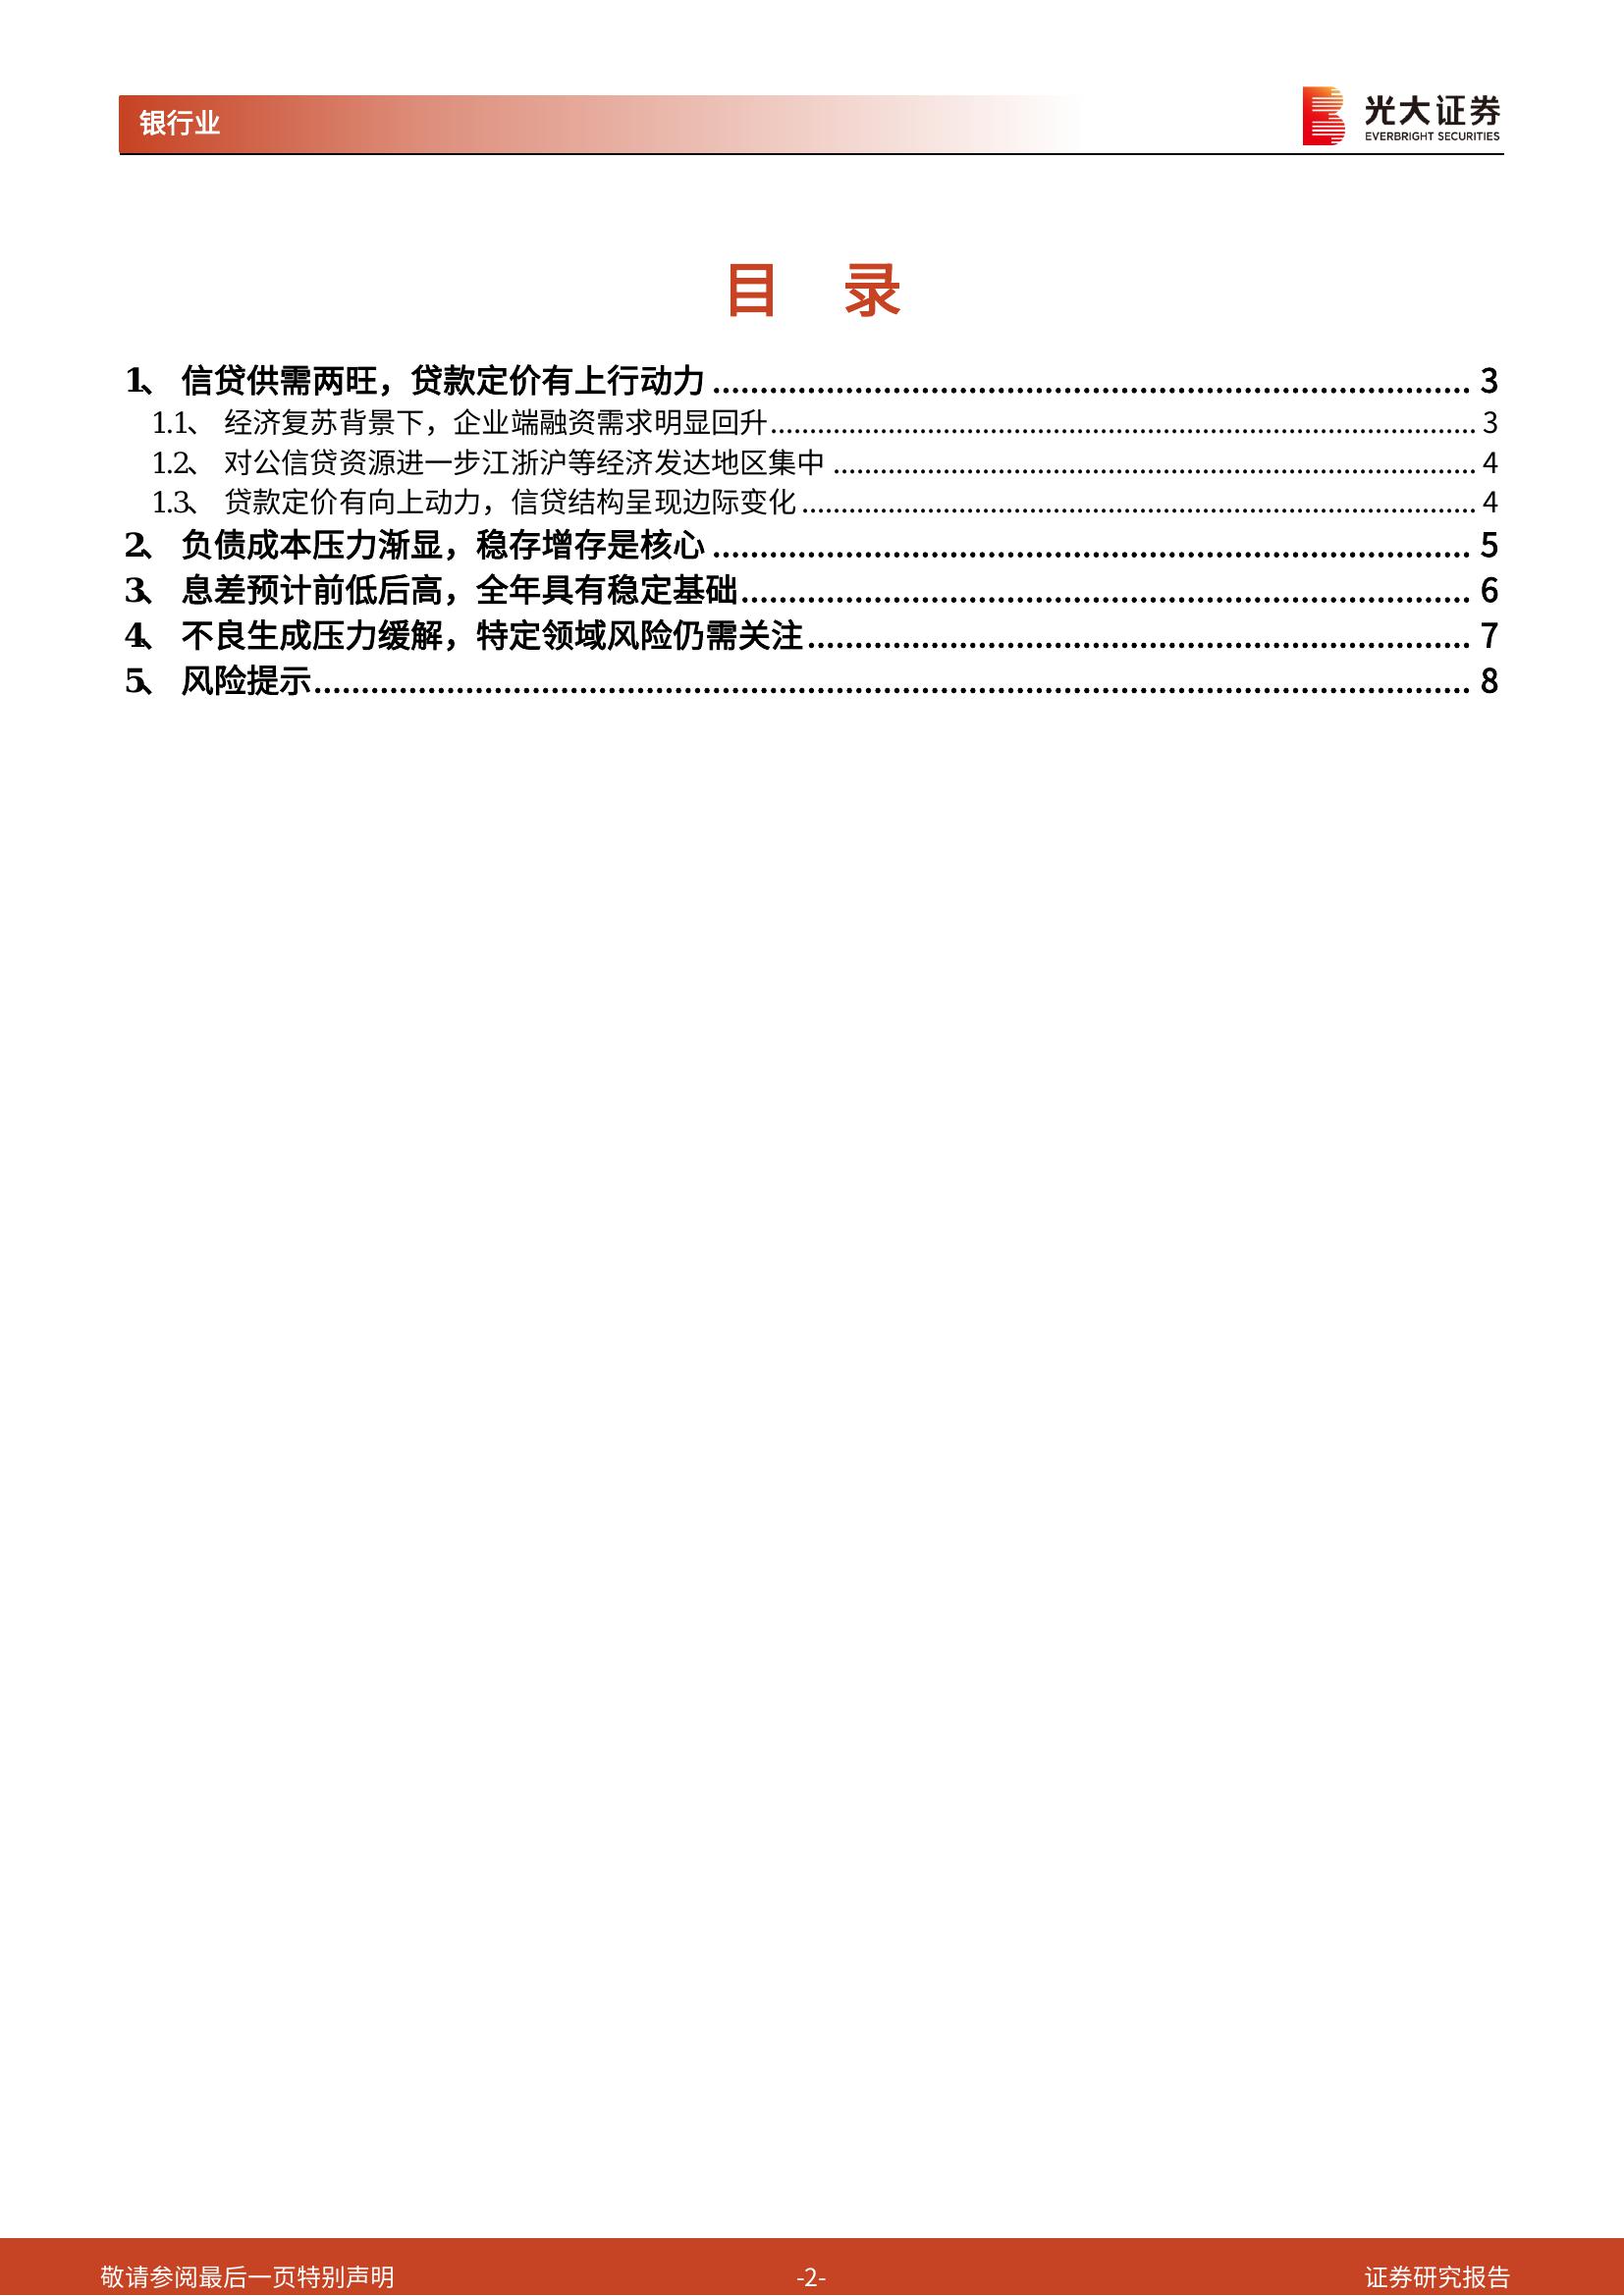 银行业
光大证券
EVERBRIGHT SECURITIES
目 录
1、 信贷供需两旺，贷款定价有上行动力 3
1.1、 经济复苏背景下，企业端融资需求明显回升 3
1.2、 对公信贷资源进一步江浙沪等经济发达地区集中 4
1.3、 贷款定价有向上动力，信贷结构呈现边际变化 4
2、 负债成本压力渐显，稳存增存是核心 5
3、 息差预计前低后高，全年具有稳定基础 6
4、 不良生成压力缓解，特定领域风险仍需关注 7
5、 风险提示 8
敬请参阅最后一页特别声明
-2-
证券研究报告